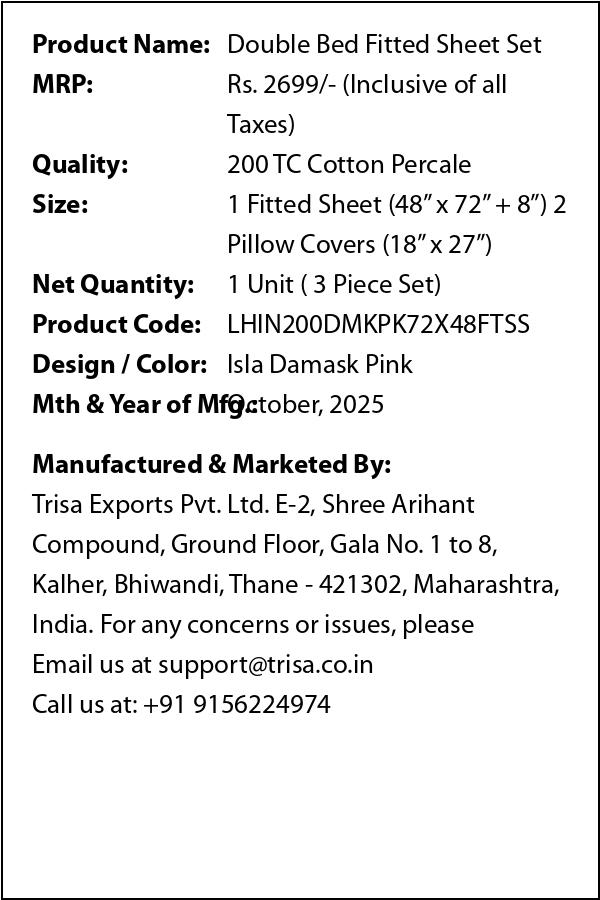 Product Name: Double Bed Fitted Sheet Set
MRP: Rs. 2699/- (Inclusive of all
Taxes)
Quality: 200 TC Cotton Percale
Size: 1 Fitted Sheet (48” x 72” + 8”) 2
Pillow Covers (18” x 27”)
Net Quantity: 1 Unit ( 3 Piece Set)
Product Code: LHIN200DMKPK72X48FTSS
Design / Color: Isla Damask Pink
Mth & Year of Mfg.: October, 2025
Manufactured & Marketed By:
Trisa Exports Pvt. Ltd. E-2, Shree Arihant
Compound, Ground Floor, Gala No. 1 to 8,
Kalher, Bhiwandi, Thane - 421302, Maharashtra,
India. For any concerns or issues, please
Email us at support@trisa.co.in
Call us at: +91 9156224974